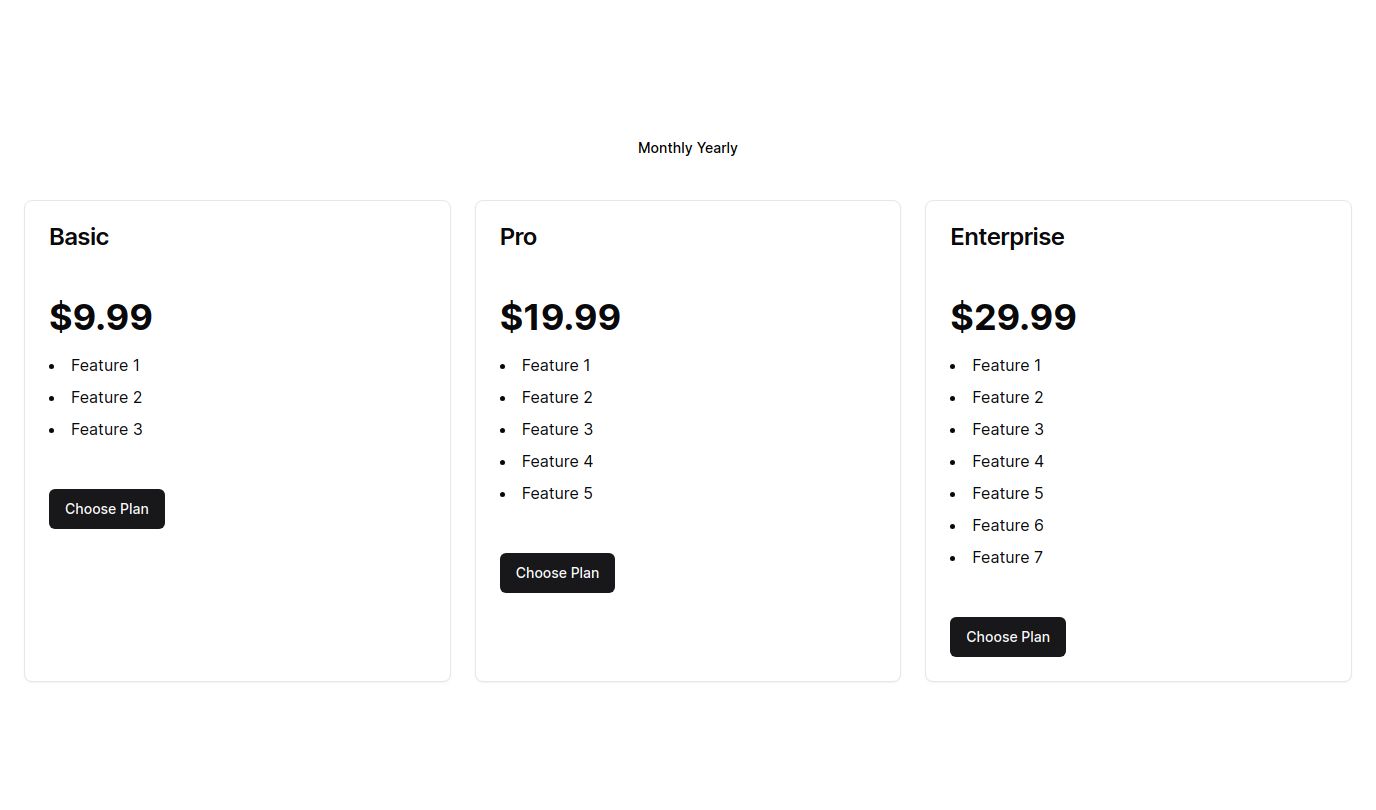 Monthly Yearly
Basic
$9.99
Feature 1
Feature 2
Feature 3
Choose Plan
Pro
$19.99
Feature 1
Feature 2
Feature 3
Feature 4
Feature 5
Choose Plan
Enterprise
$29.99
Feature 1
Feature 2
Feature 3
Feature 4
Feature 5
Feature 6
Feature 7
Choose Plan